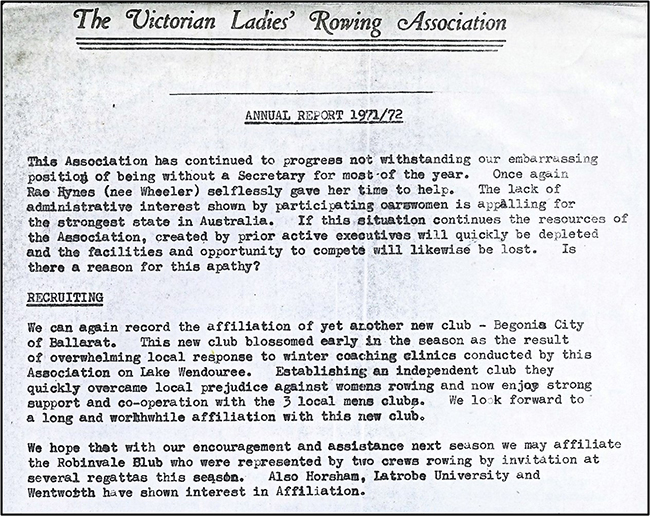 The Victorian Ladies' Rowing Association
ANNUAL REPORT 1971/72
This Association has continued to progress not withstanding our embarrassing
position of being without a Secretary for most of the year. Once again
Rae Hynes (nee Wheeler) selflessly gave her time to help. The lack of
administrative interest shown by participating oarswomen is appalling for
the strongest state in Australia. If this situation continues the resources of
the Association, created by prior active executives will quickly be depleted
and the facilities and opportunity to compete will likewise be lost. Is
there a reason for this apathy?
RECRUITING
We can again record the affiliation of yet another new club - Begonia City
of Ballarat. This new club blossomed early in the season as the result
of overwhelming local response to winter coaching clinics conducted by this
Association on Lake Wendouree. Establishing an independent club they
quickly overcame local prejudice against womens rowing and now enjoy strong
support and co-operation with the 3 local mens clubs. We look forward to
a long and worthwhile affiliation with this new club.
We hope that with our encouragement and assistance next season we may affiliate
the Robinvale Blub who were represented by two crews rowing by invitation at
several regattas this season. Also Horsham, Latrobe University and
Wentworth have shown interest in Affiliation.